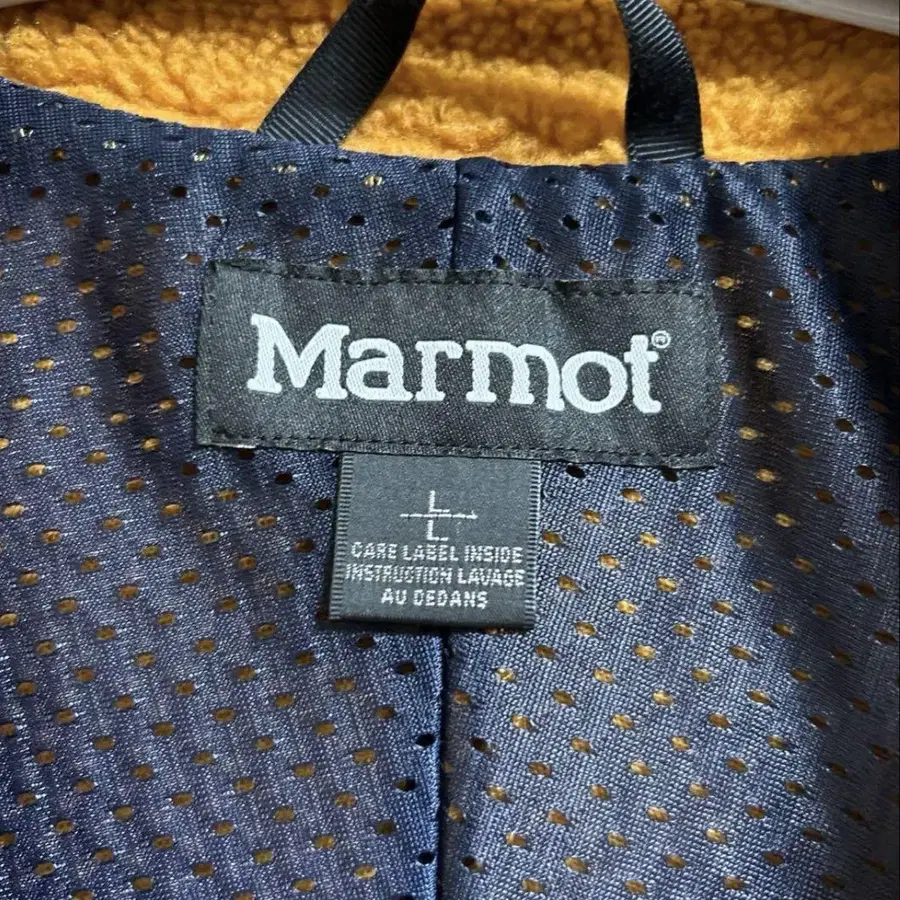 Marmot®
L
L
CARE LABEL INSIDE
INSTRUCTION LAVAGE
AU DEDANS